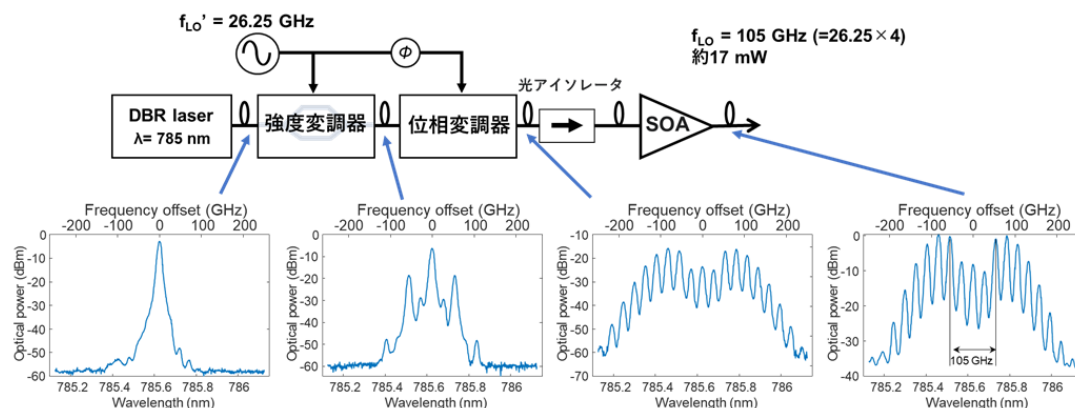 f_LO' = 26.25 GHz
f_LO = 105 GHz (=26.25×4)
約17 mW
Φ
光アイソレータ
DBR laser
λ= 785 nm
強度変調器
位相変調器
SOA
Frequency offset (GHz)
-200 -100 0 100 200
Optical power (dBm)
0
-10
-20
-30
-40
-50
-60
785.2 785.4 785.6 785.8 786
Wavelength (nm)
Frequency offset (GHz)
-200 -100 0 100 200
Optical power (dBm)
0
-10
-20
-30
-40
-50
-60
785.2 785.4 785.6 785.8 786
Wavelength (nm)
Frequency offset (GHz)
-200 -100 0 100 200
Optical power (dBm)
0
-10
-20
-30
-40
-50
-60
-70
785.2 785.4 785.6 785.8 786
Wavelength (nm)
Frequency offset (GHz)
-200 -100 0 100 200
Optical power (dBm)
0
-10
-20
-30
-40
105 GHz
785.2 785.4 785.6 785.8 786
Wavelength (nm)